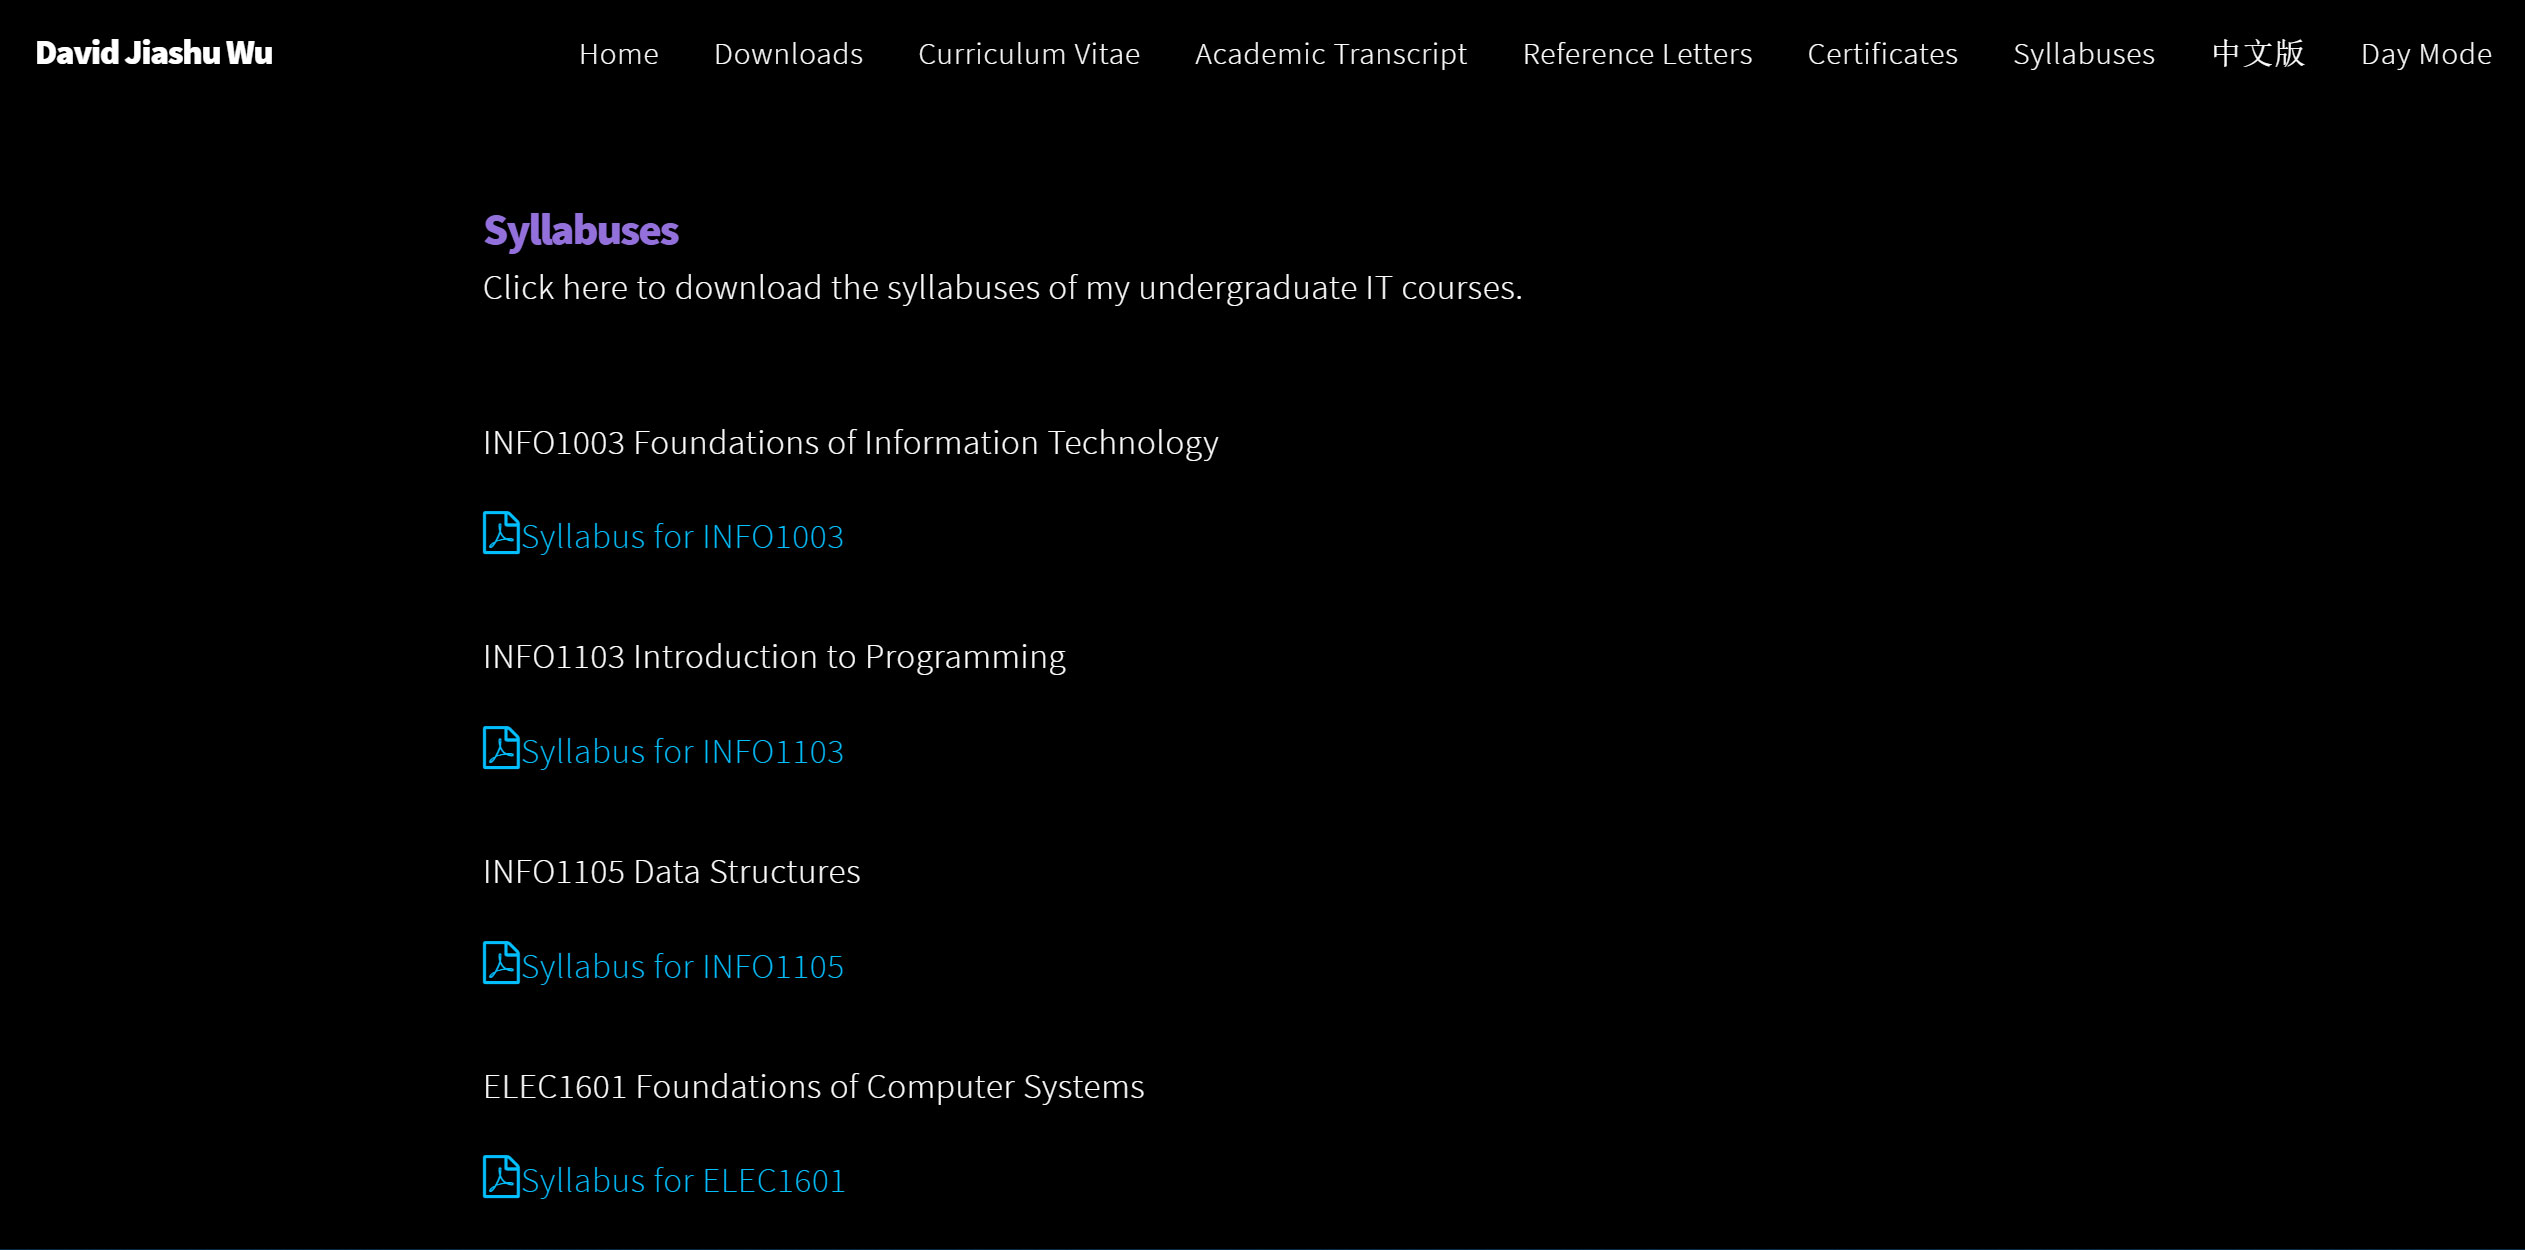 David Jiashu Wu Home Downloads Curriculum Vitae Academic Transcript Reference Letters Certificates Syllabuses 中文版 Day Mode
Syllabuses
Click here to download the syllabuses of my undergraduate IT courses.
INFO1003 Foundations of Information Technology
Syllabus for INFO1003
INFO1103 Introduction to Programming
Syllabus for INFO1103
INFO1105 Data Structures
Syllabus for INFO1105
ELEC1601 Foundations of Computer Systems
Syllabus for ELEC1601